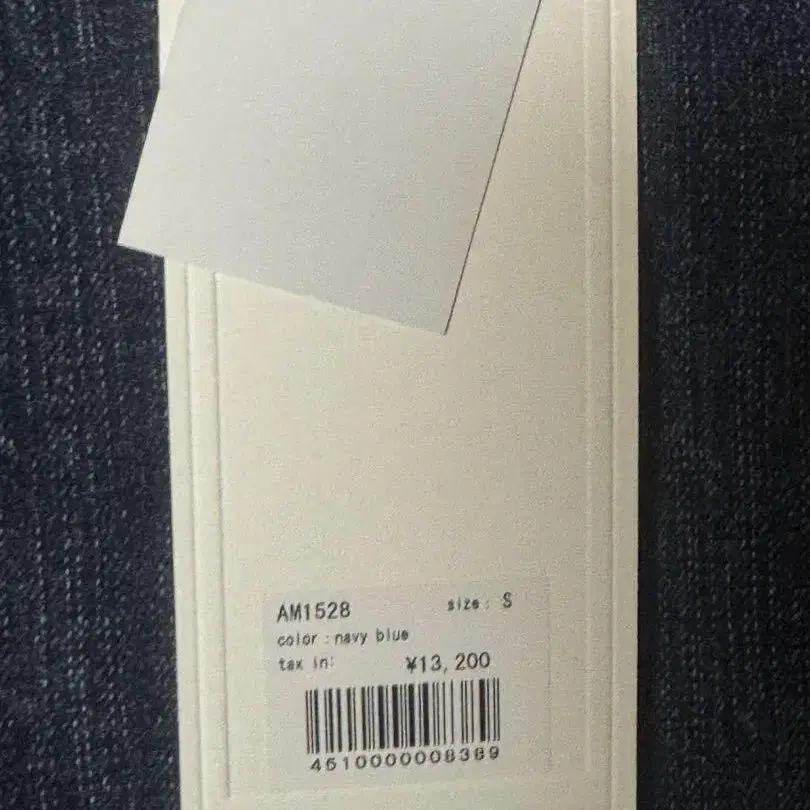 AM1528 size: S
color:navy blue
tax in: ¥13,200
4510000008389